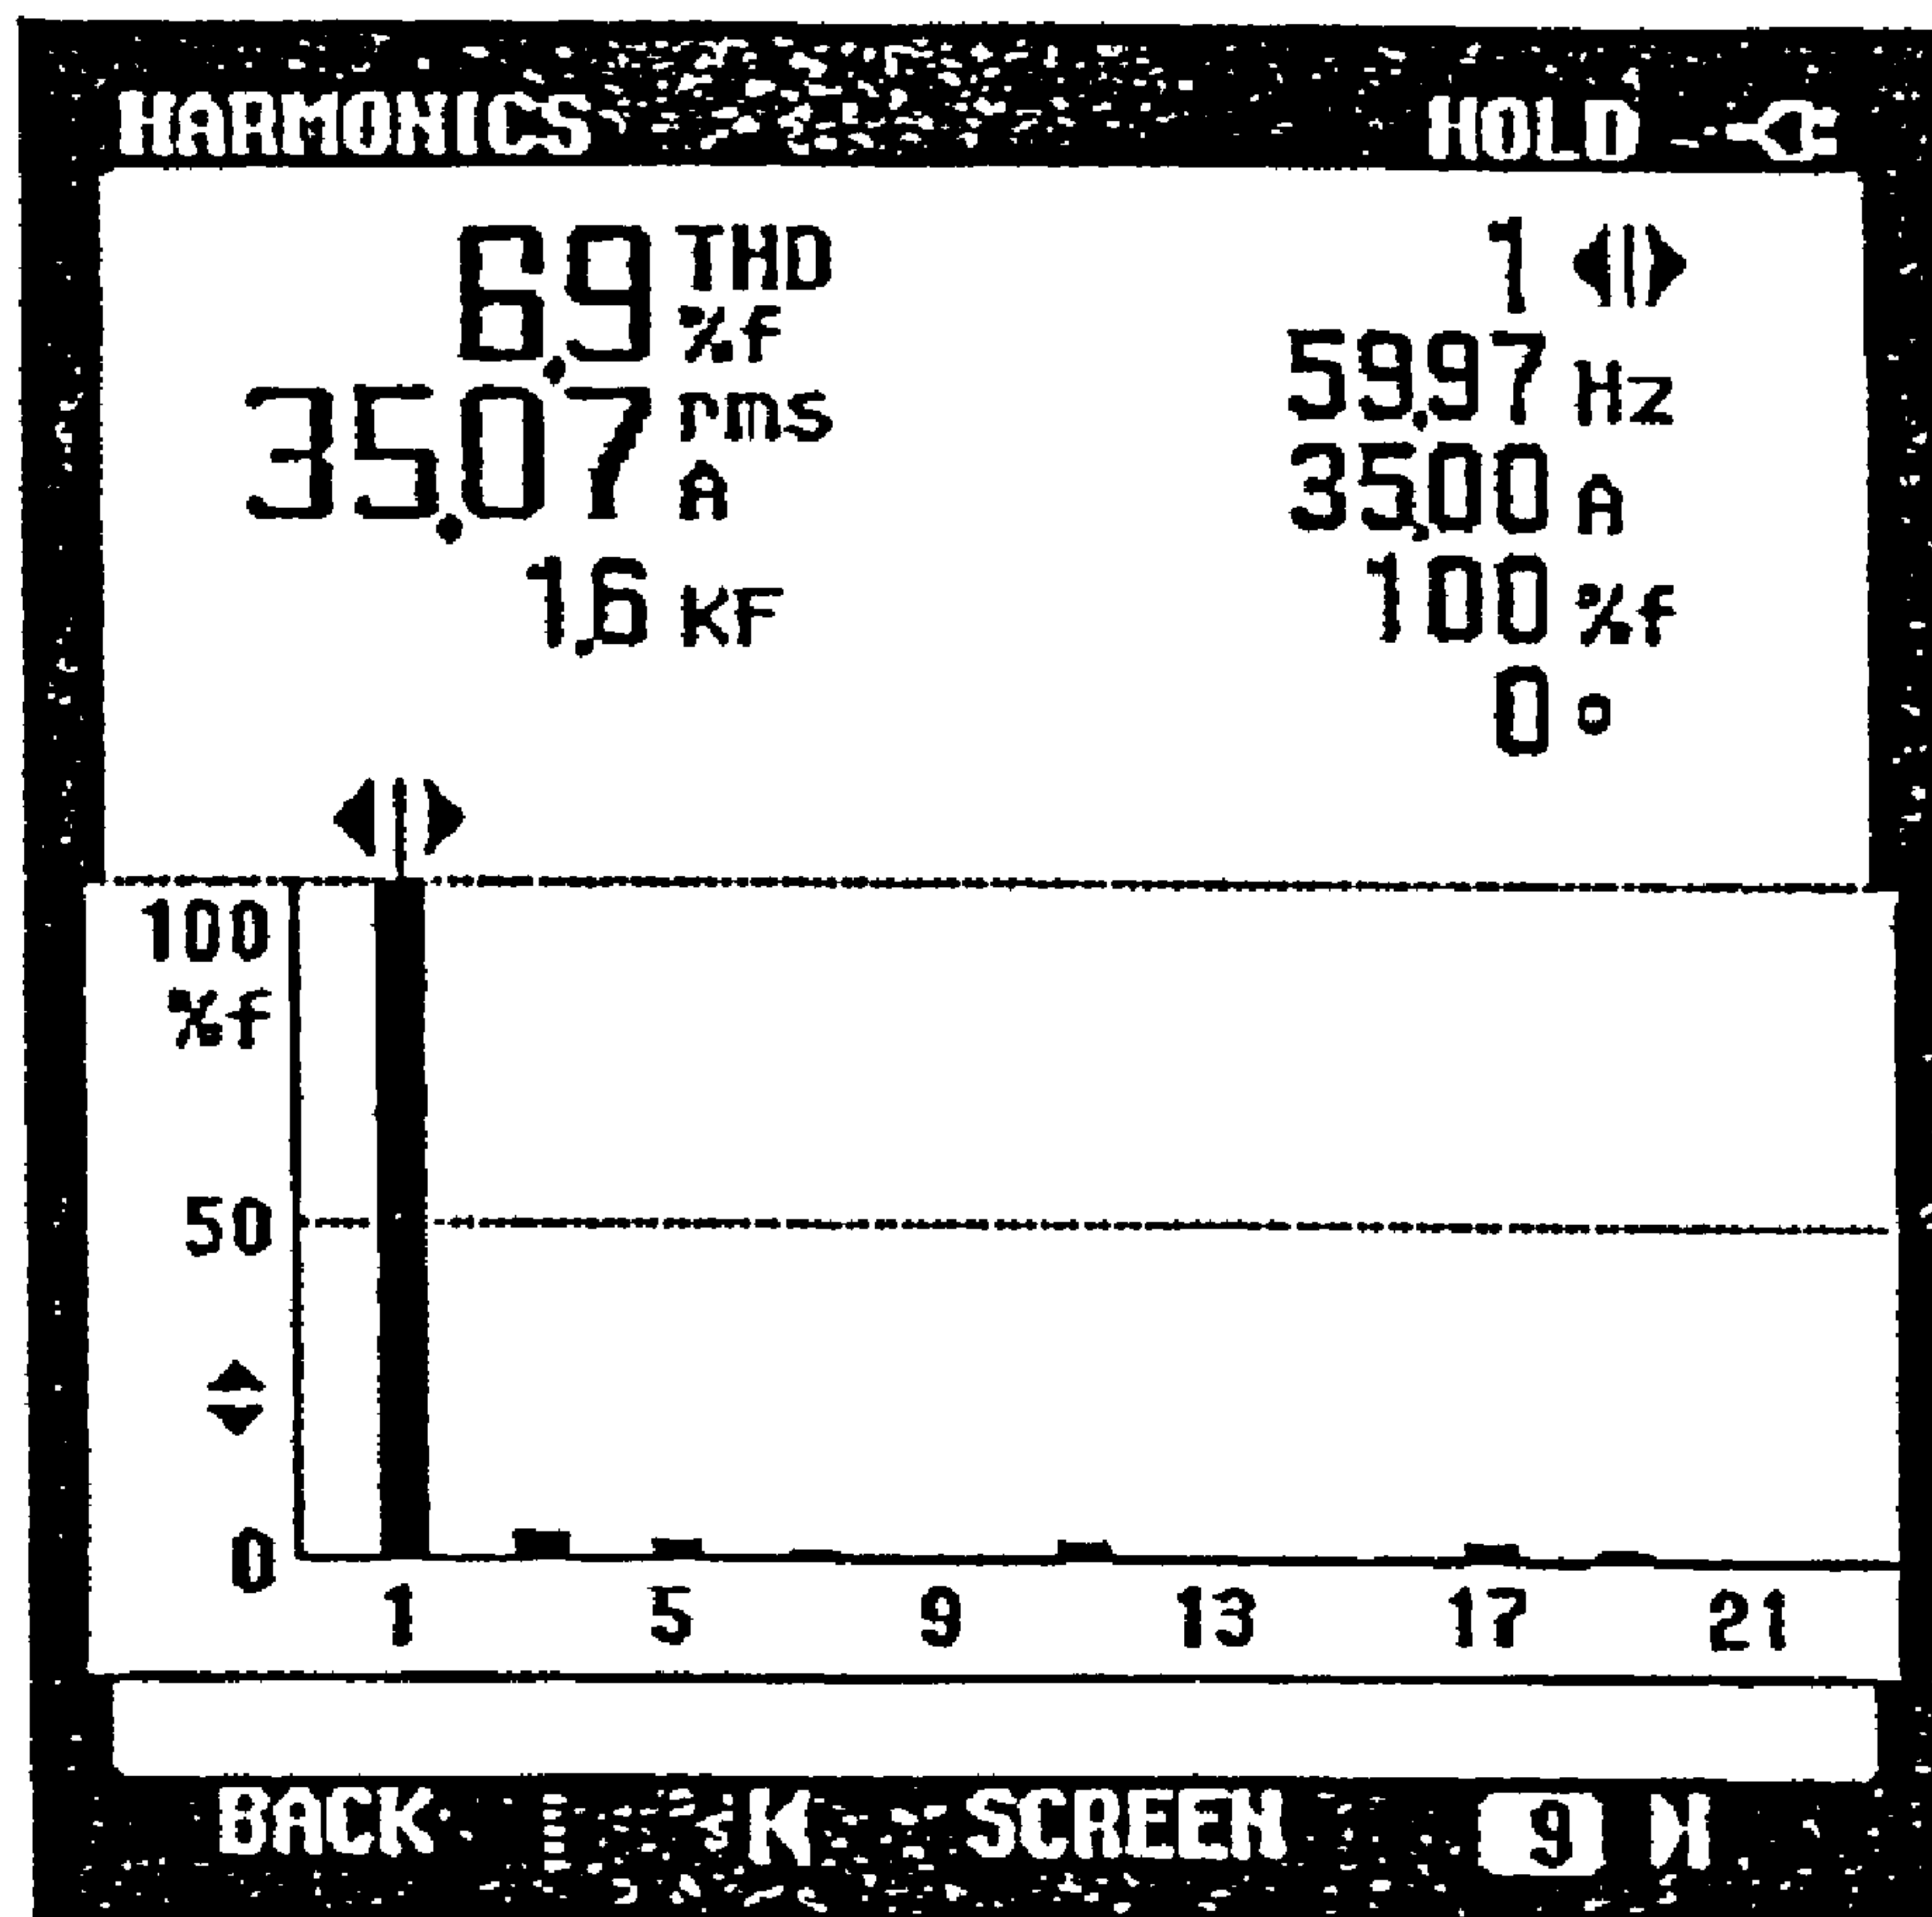 HARMONICS HOLD
6,9 THD %f
1
59,97 Hz
35,07 rms A
35,00 A
1,6 KF
100 %f
0 °
100
%f
50
0
1 5 9 13 17 21
BACK SCREEN 9